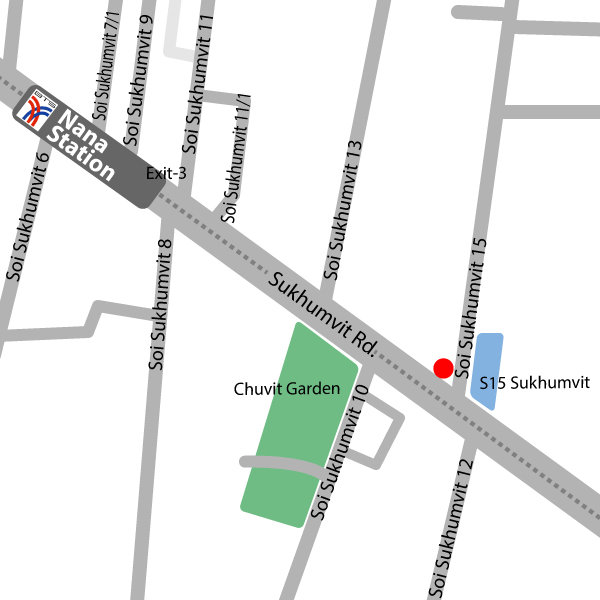 Soi Sukhumvit 7/1
Soi Sukhumvit 9
Soi Sukhumvit 11
BTS
Nana
Station
Soi Sukhumvit 11/1
Exit-3
Soi Sukhumvit 6
Soi Sukhumvit 13
Soi Sukhumvit 8
Soi Sukhumvit 15
Sukhumvit Rd.
S15 Sukhumvit
Chuvit Garden
Soi Sukhumvit 10
Soi Sukhumvit 12